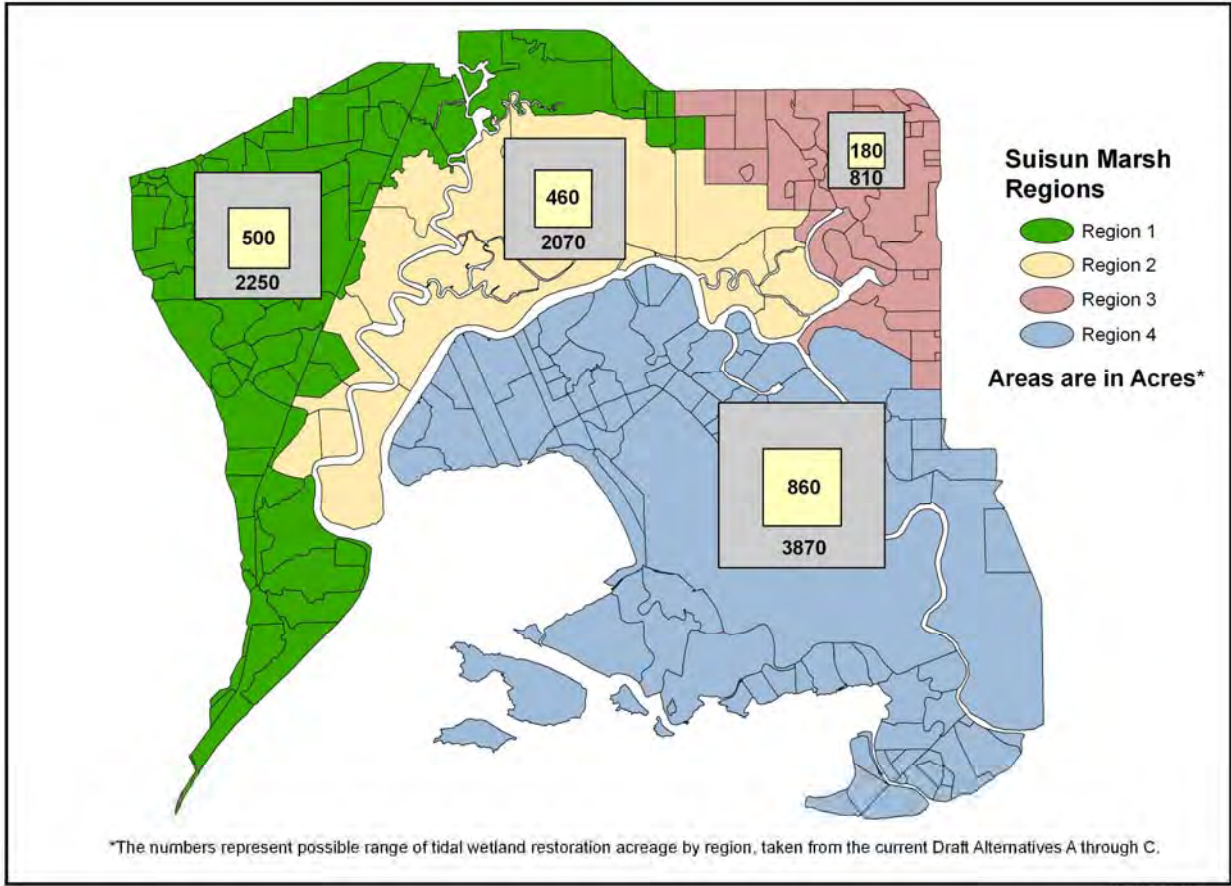 180
810
460
2070
500
2250
860
3870
Suisun Marsh
Regions
Region 1
Region 2
Region 3
Region 4
Areas are in Acres*
*The numbers represent possible range of tidal wetland restoration acreage by region, taken from the current Draft Alternatives A through C.